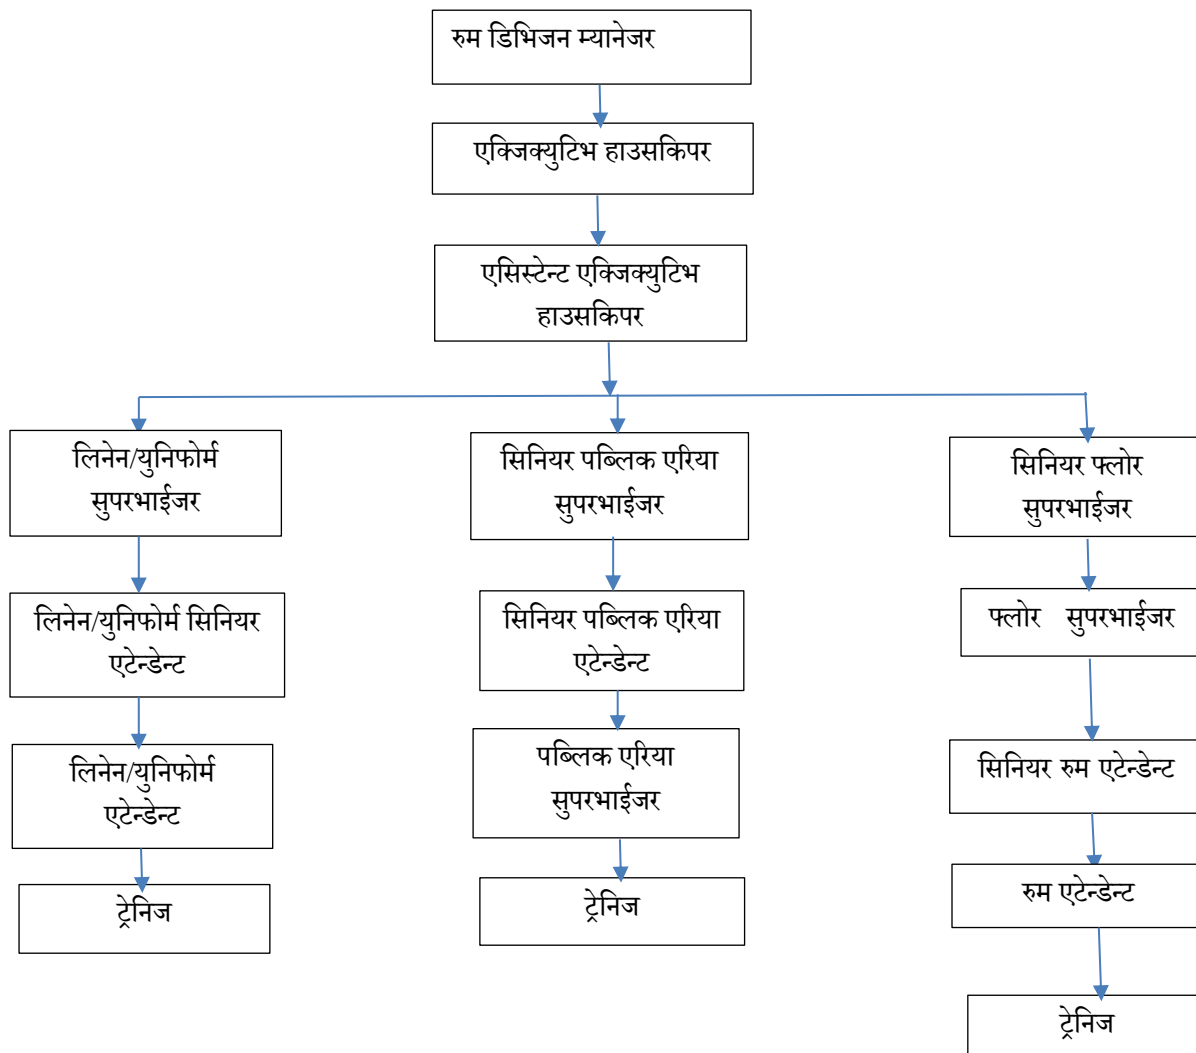 रुम डिभिजन म्यानेजर
एक्जिक्युटिभ हाउसकिपर
एसिस्टेन्ट एक्जिक्युटिभ
हाउसकिपर
लिनेन/युनिफोर्म
सुपरभाईजर
लिनेन/युनिफोर्म सिनियर
एटेन्डेन्ट
लिनेन/युनिफोर्म
एटेन्डेन्ट
ट्रेनिज
सिनियर पब्लिक एरिया
सुपरभाईजर
सिनियर पब्लिक एरिया
एटेन्डेन्ट
पब्लिक एरिया
सुपरभाईजर
ट्रेनिज
सिनियर फ्लोर
सुपरभाईजर
फ्लोर सुपरभाईजर
सिनियर रुम एटेन्डेन्ट
रुम एटेन्डेन्ट
ट्रेनिज